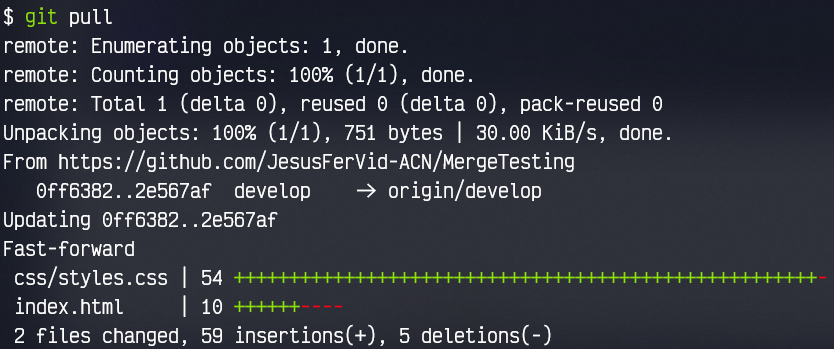 $ git pull
remote: Enumerating objects: 1, done.
remote: Counting objects: 100% (1/1), done.
remote: Total 1 (delta 0), reused 0 (delta 0), pack-reused 0
Unpacking objects: 100% (1/1), 751 bytes | 30.00 KiB/s, done.
From https://github.com/JesusFerVid-ACN/MergeTesting
   0ff6382..2e567af  develop    -> origin/develop
Updating 0ff6382..2e567af
Fast-forward
 css/styles.css | 54 +++++++++++++++++++++++++++++++++++++++++++++++++++++-
 index.html     | 10 ++++++----
 2 files changed, 59 insertions(+), 5 deletions(-)